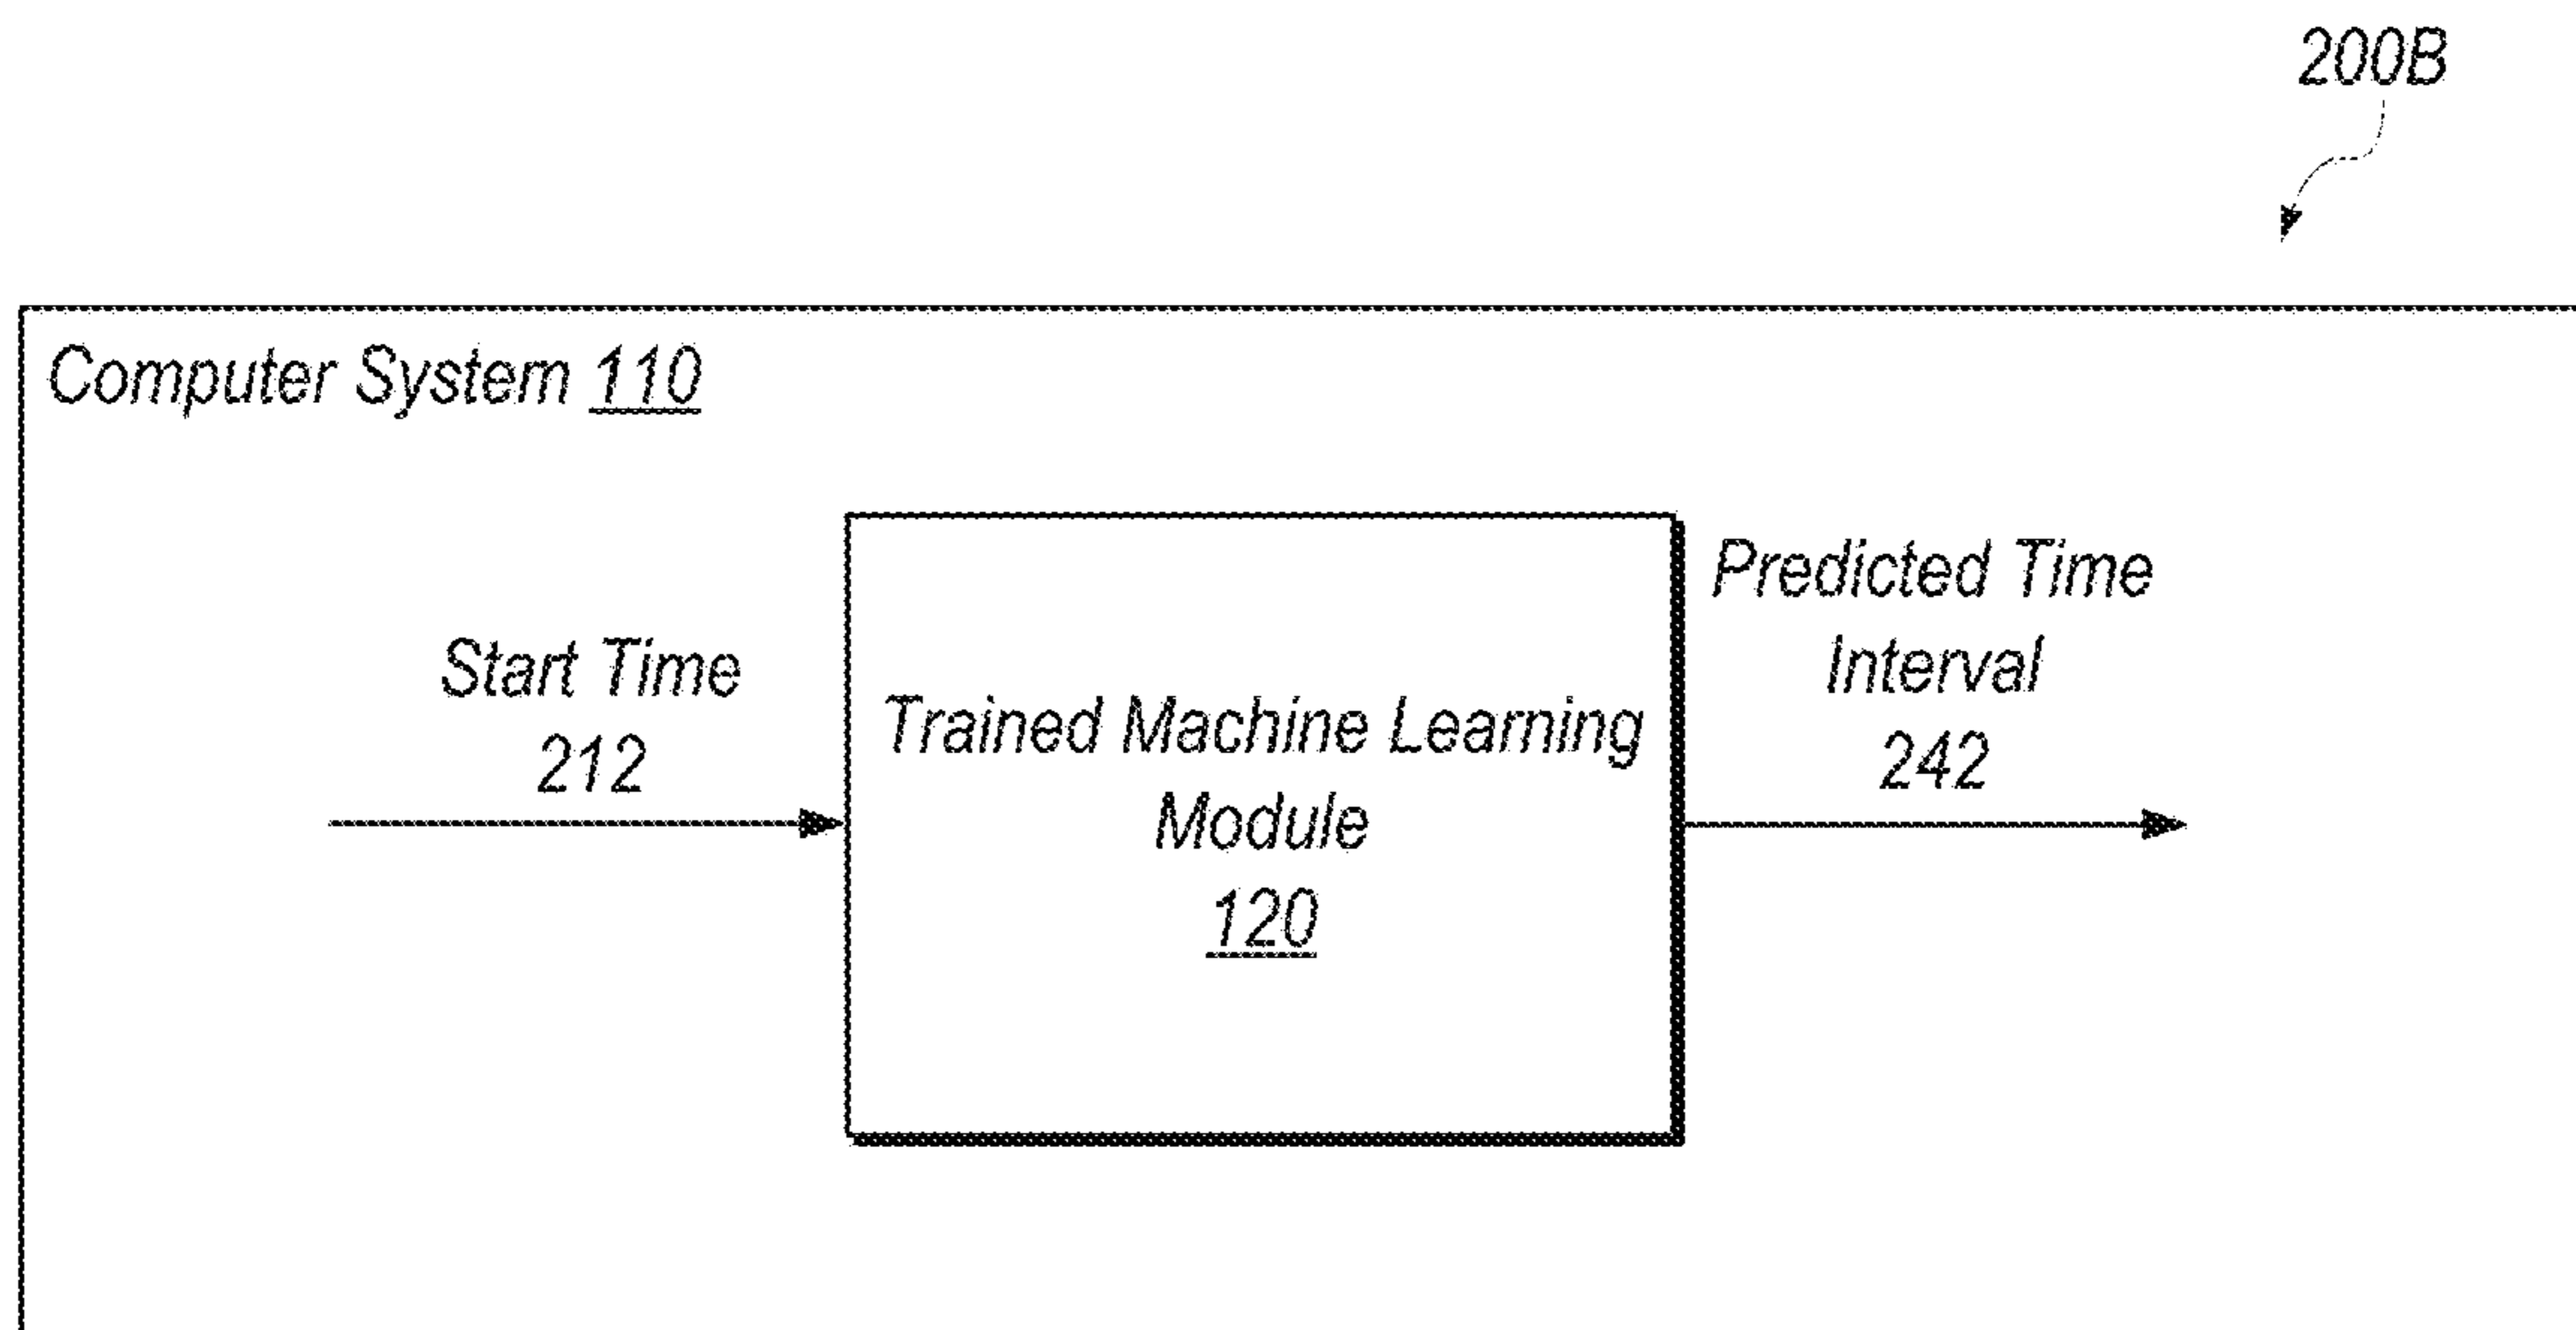 200B
Computer System 110
Start Time
212
Trained Machine Learning
Module
120
Predicted Time
Interval
242